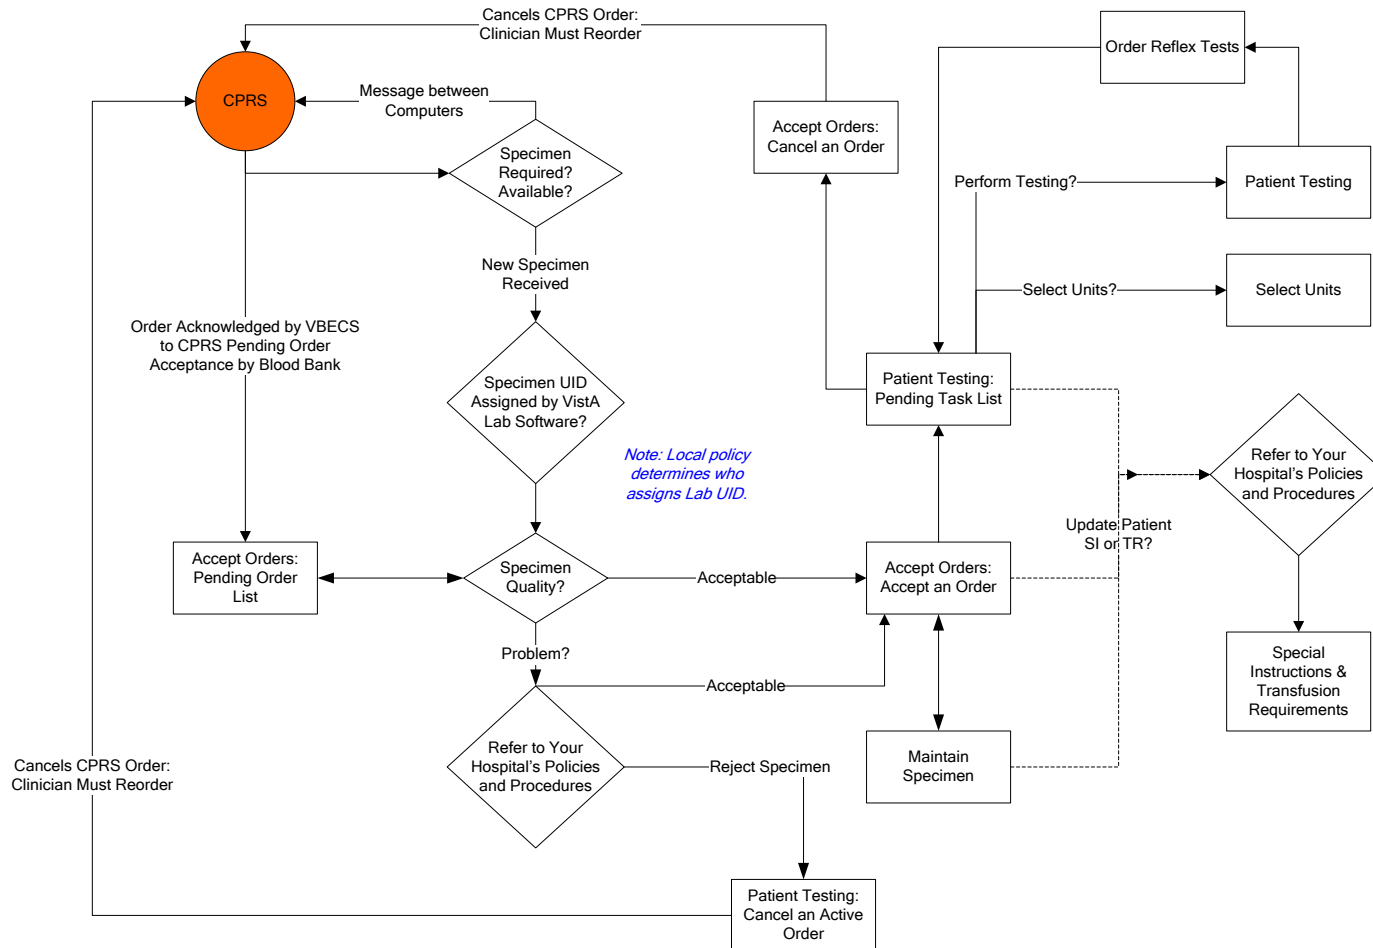 Cancels CPRS Order:
Clinician Must Reorder
Order Reflex Tests
CPRS
Message between
Computers
Accept Orders:
Cancel an Order
Specimen
Required?
Available?
Perform Testing?
Patient Testing
New Specimen
Received
Select Units?
Select Units
Order Acknowledged by VBECS
to CPRS Pending Order
Acceptance by Blood Bank
Specimen UID
Assigned by VistA
Lab Software?
Patient Testing:
Pending Task List
Note: Local policy
determines who
assigns Lab UID.
Refer to Your
Hospital's Policies
and Procedures
Update Patient
SI or TR?
Accept Orders:
Pending Order
List
Specimen
Quality?
Acceptable
Accept Orders:
Accept an Order
Problem?
Acceptable
Special
Instructions &
Transfusion
Requirements
Refer to Your
Hospital's Policies
and Procedures
Reject Specimen
Maintain
Specimen
Cancels CPRS Order:
Clinician Must Reorder
Patient Testing:
Cancel an Active
Order